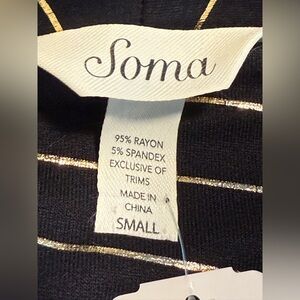 Soma
95% RAYON
5% SPANDEX
EXCLUSIVE OF
TRIMS
MADE IN
CHINA
SMALL